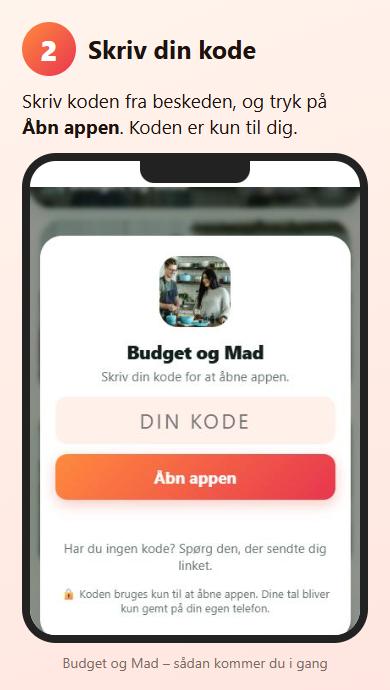 2 Skriv din kode
Skriv koden fra beskeden, og tryk på
Åbn appen. Koden er kun til dig.
Budget og Mad
Skriv din kode for at åbne appen.
DIN KODE
Åbn appen
Har du ingen kode? Spørg den, der sendte dig
linket.
🔒 Koden bruges kun til at åbne appen. Dine tal bliver
kun gemt på din egen telefon.
Budget og Mad – sådan kommer du i gang